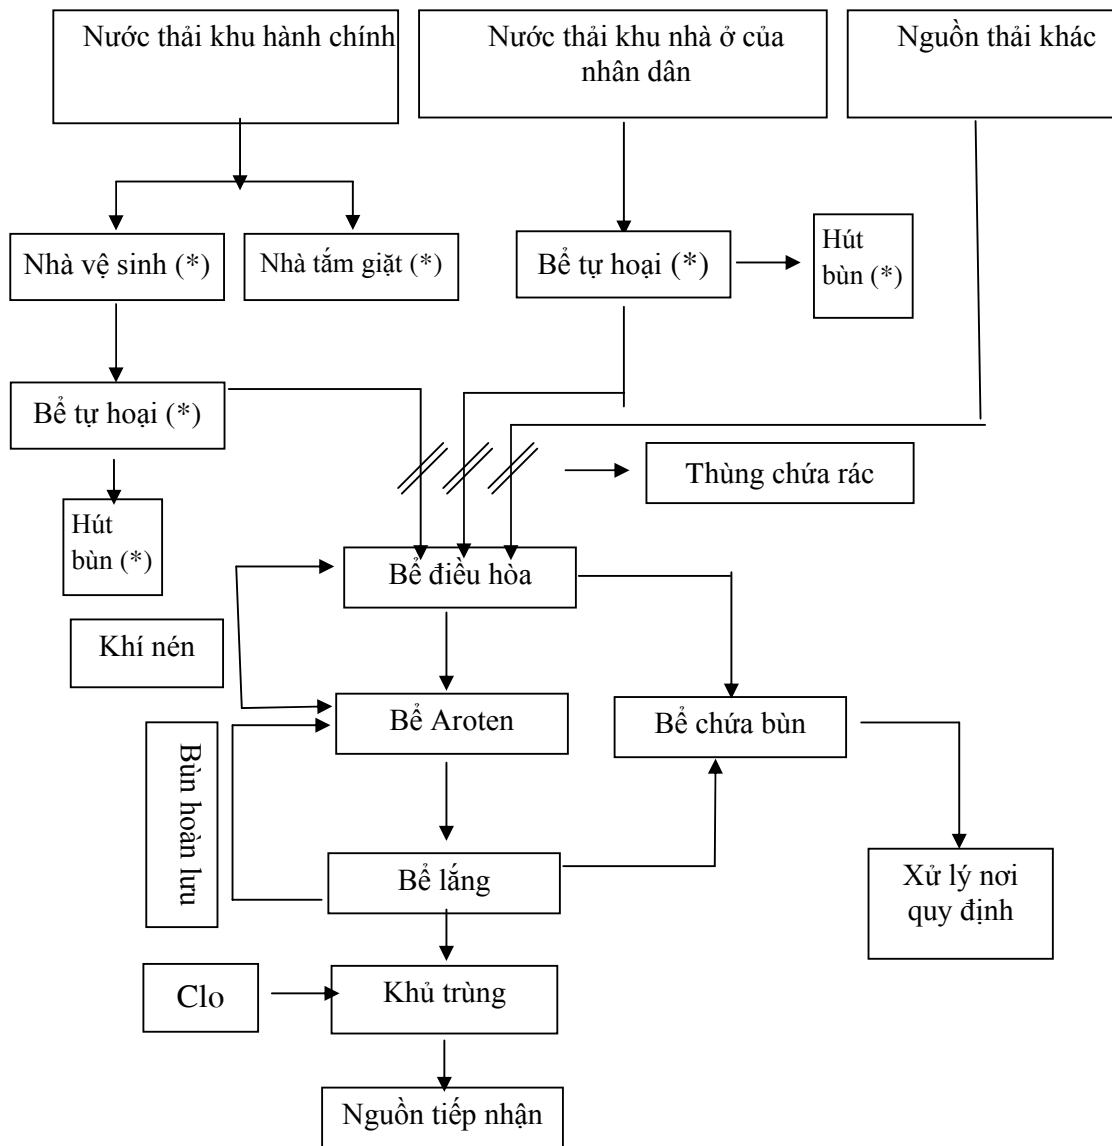 Nước thải khu hành chính
Nước thải khu nhà ở của
nhân dân
Nguồn thải khác
Nhà vệ sinh (*)
Nhà tắm giặt (*)
Bể tự hoại (*)
Hút
bùn (*)
Bể tự hoại (*)
Thùng chứa rác
Hút
bùn (*)
Bể điều hòa
Khí nén
Bể Aroten
Bể chứa bùn
Bùn hoàn lưu
Bể lắng
Xử lý nơi
quy định
Clo
Khủ trùng
Nguồn tiếp nhận